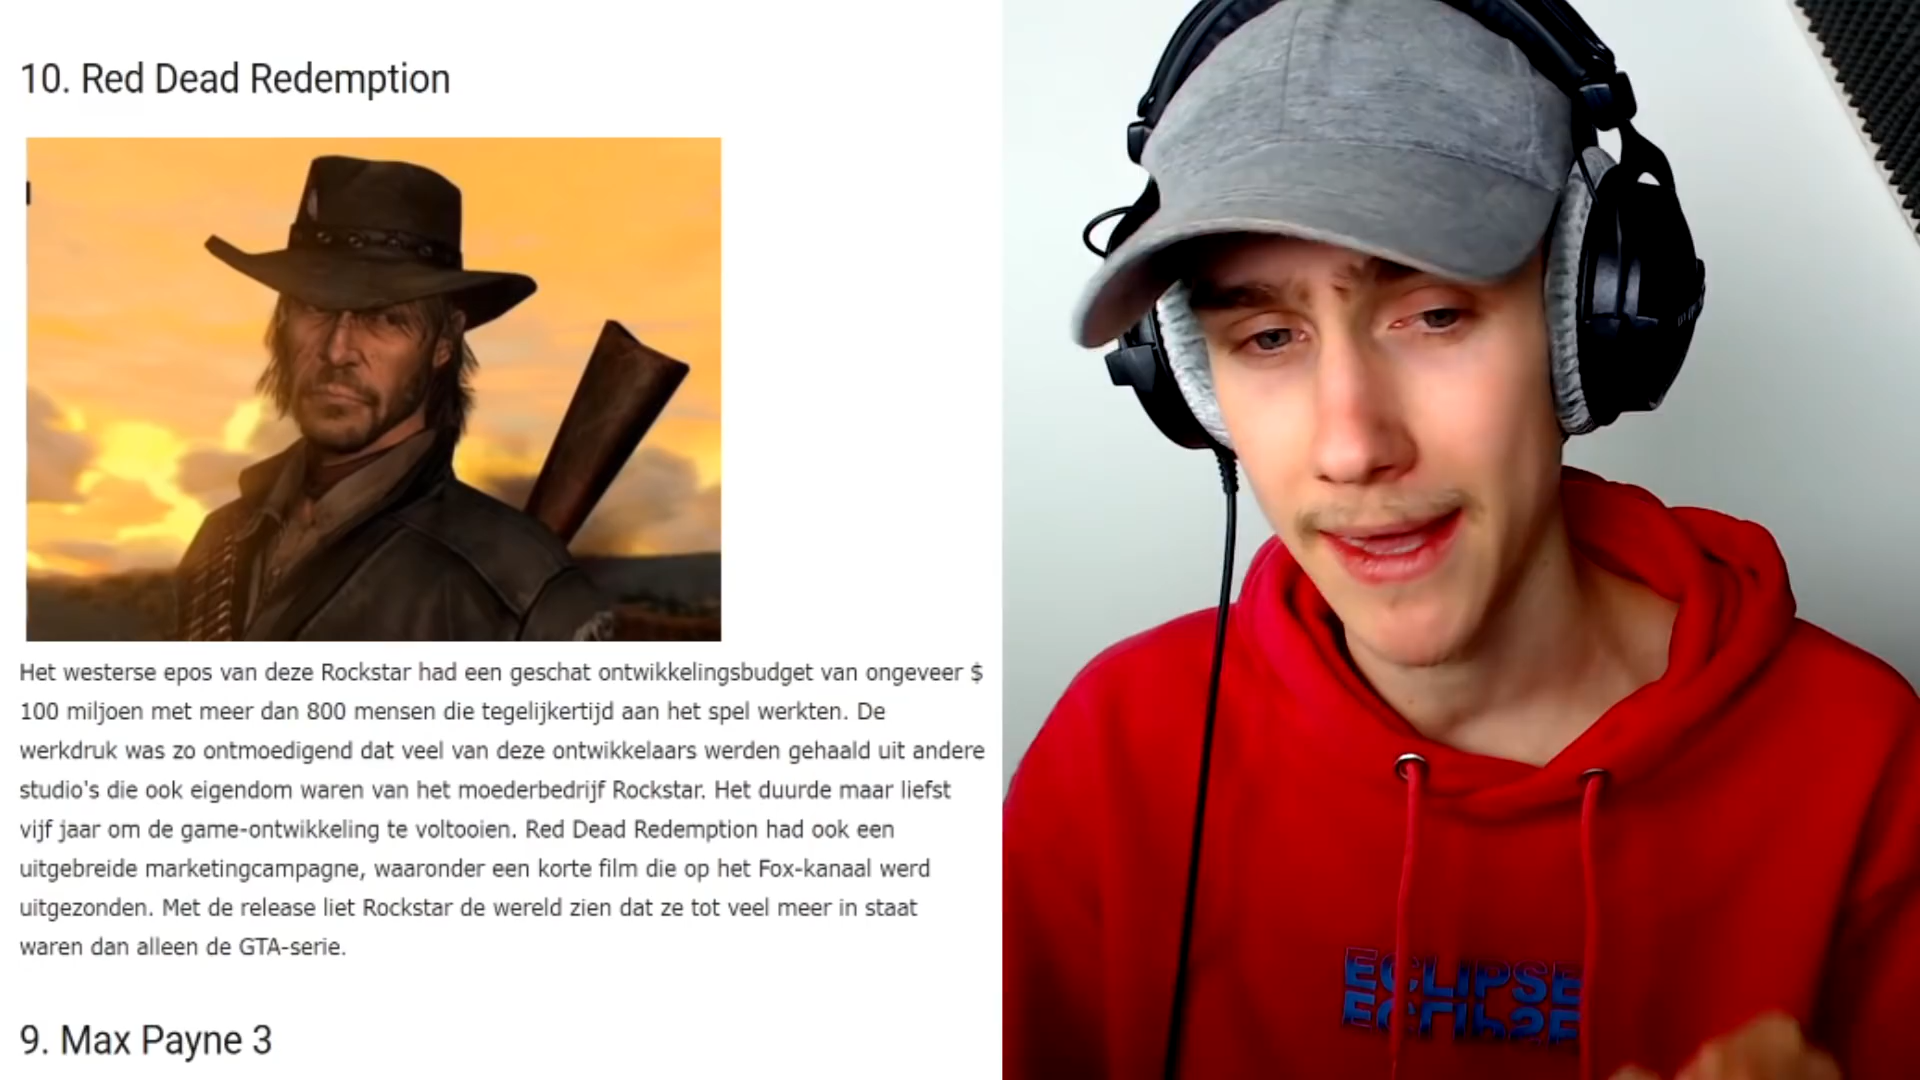 10. Red Dead Redemption
Het westerse epos van deze Rockstar had een geschat ontwikkelingsbudget van ongeveer $
100 miljoen met meer dan 800 mensen die tegelijkertijd aan het spel werkten. De
werkdruk was zo ontmoedigend dat veel van deze ontwikkelaars werden gehaald uit andere
studio's die ook eigendom waren van het moederbedrijf Rockstar. Het duurde maar liefst
vijf jaar om de game-ontwikkeling te voltooien. Red Dead Redemption had ook een
uitgebreide marketingcampagne, waaronder een korte film die op het Fox-kanaal werd
uitgezonden. Met de release liet Rockstar de wereld zien dat ze tot veel meer in staat
waren dan alleen de GTA-serie.
9. Max Payne 3
ECLIPSE
ECLIPSE